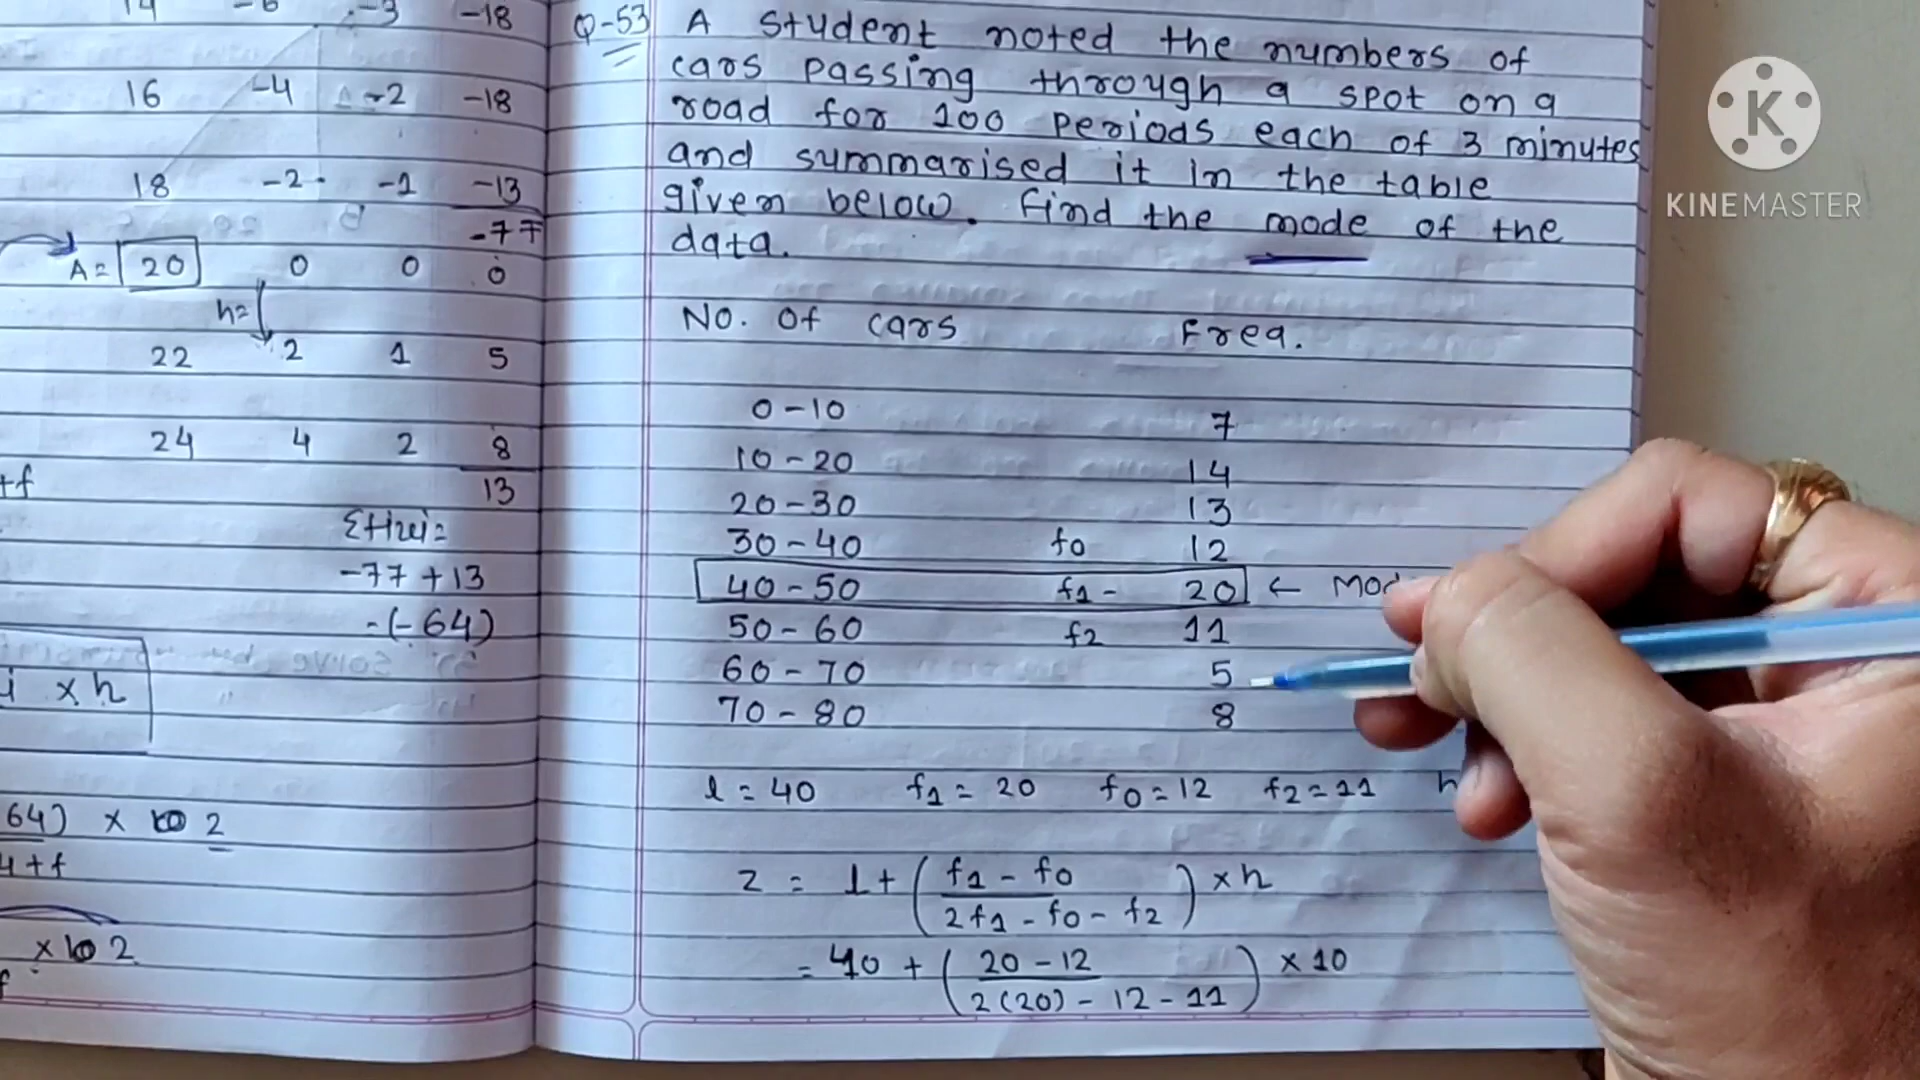 14 -6 -3 -18
16 -4 -2 -18
18 -2 -1 -13
-77
A= 20 0 0 0
h=
22 2 1 5
24 4 2 8
+f 13
Σfiui=
-77+13
-(-64)
i x h
64) x 2
4+f
x 2
Q-53 A student noted the numbers of
cars passing through a spot on a
road for 100 periods each of 3 minutes
and summarised it in the table
given below. Find the mode of the
data.
No. of cars Freq.
0-10 7
10-20 14
20-30 13
30-40 f0 12
40-50 f1- 20 ←
50-60 f2 11
60-70 5
70-80 8
l=40 f1=20 f0=12 f2=11 h
z = l+(f1-f0/2f1-f0-f2) x h
= 40+(20-12/2(20)-12-11) x 10
K
KINEMASTER